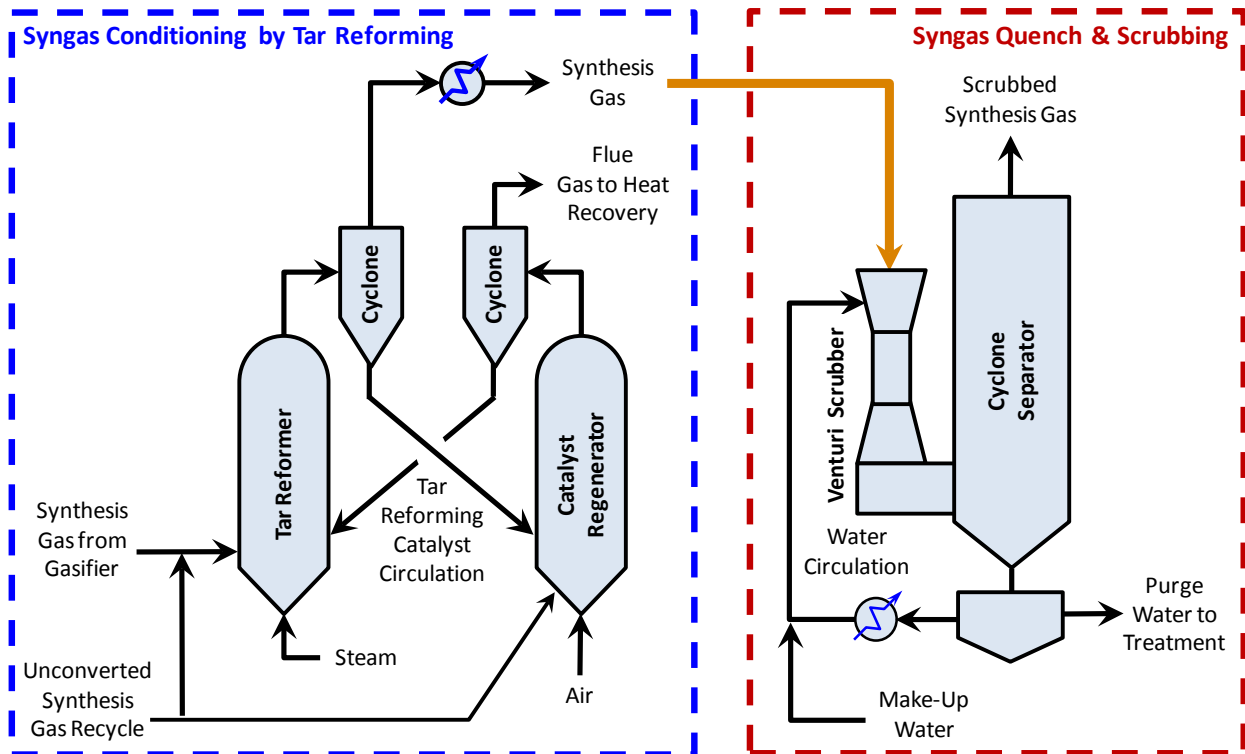 Syngas Conditioning by Tar Reforming
Syngas Quench & Scrubbing
Synthesis
Gas
Scrubbed
Synthesis Gas
Flue
Gas to Heat
Recovery
Cyclone
Cyclone
Tar Reformer
Catalyst
Regenerator
Venturi Scrubber
Cyclone
Separator
Tar
Reforming
Catalyst
Circulation
Synthesis
Gas from
Gasifier
Water
Circulation
Purge
Water to
Treatment
Steam
Unconverted
Synthesis
Gas Recycle
Air
Make-Up
Water